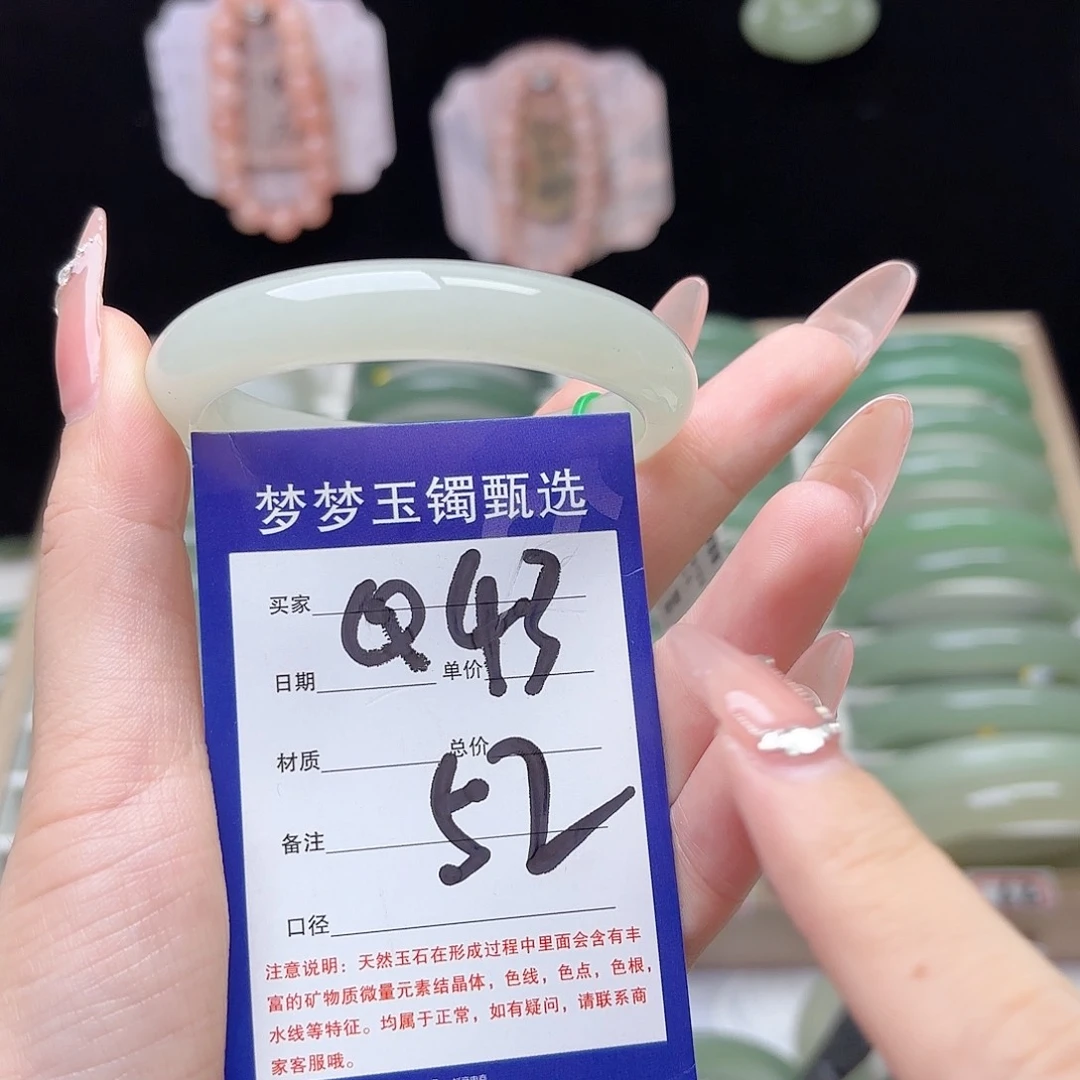 梦梦玉镯甄选
买家
Q43
日期 单价
材质 总价
52
备注
口径
注意说明：天然玉石在形成过程中里面会含有丰
富的矿物质微量元素结晶体，色线，色点，色根，
水线等特征。均属于正常，如有疑问，请联系商
家客服哦。